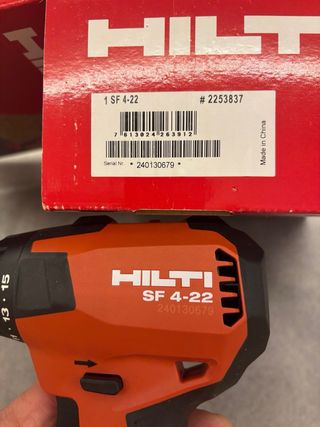 HILTI
1 SF 4-22 # 2253837
7 613024 263912
Serial Nr. * 240130679 *
Made in China
HILTI
SF 4-22
240130679
13 • 15